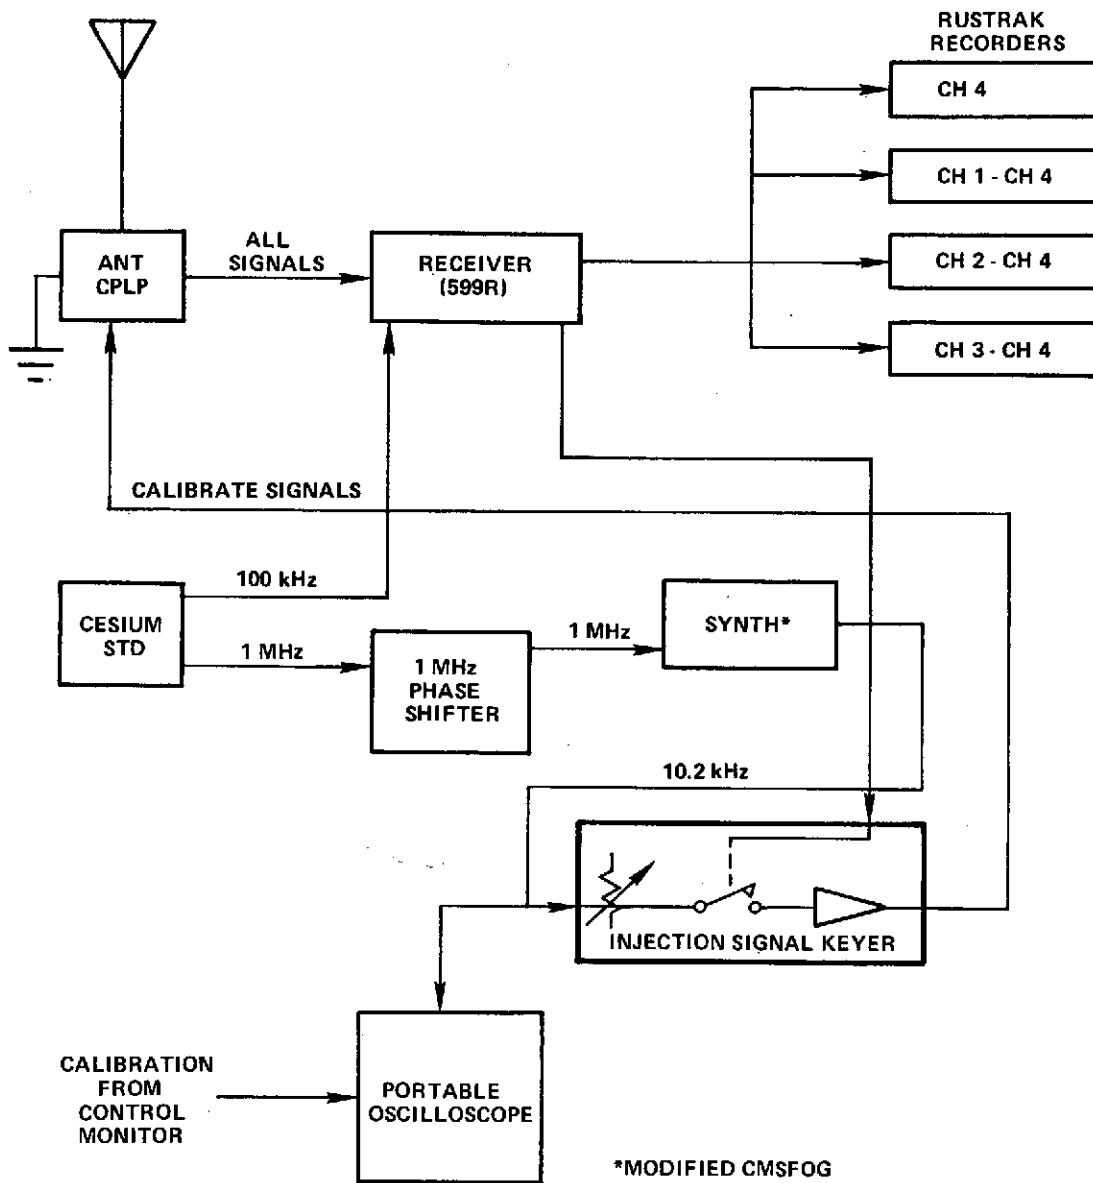 RUSTRAK
RECORDERS
CH 4
CH 1 - CH 4
CH 2 - CH 4
CH 3 - CH 4
ANT
CPLP
ALL
SIGNALS
RECEIVER
(599R)
CALIBRATE SIGNALS
CESIUM
STD
100 kHz
1 MHz
1 MHz
PHASE
SHIFTER
1 MHz
SYNTH*
10.2 kHz
INJECTION SIGNAL KEYER
CALIBRATION
FROM
CONTROL
MONITOR
PORTABLE
OSCILLOSCOPE
*MODIFIED CMSFOG